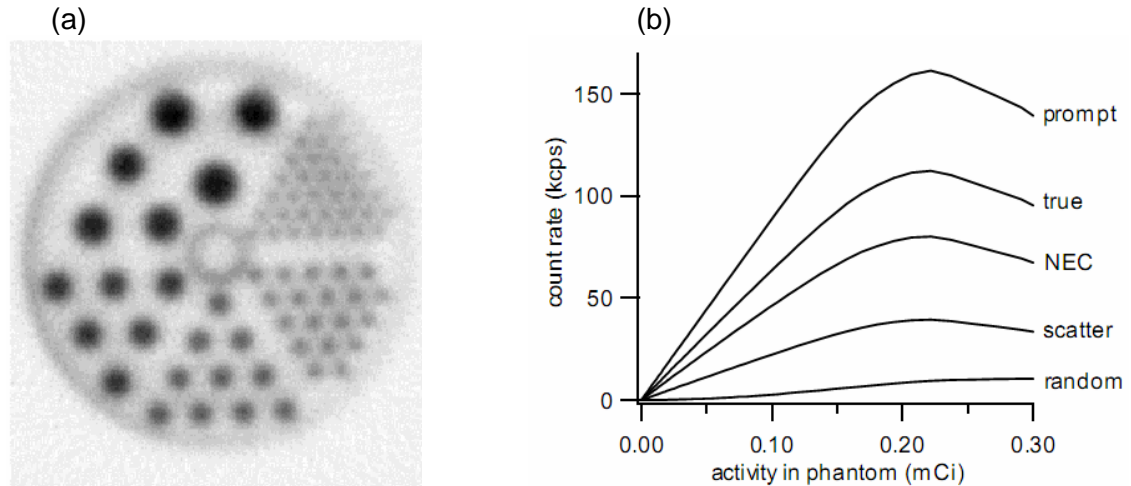 (a)
(b)
150
100
50
0
count rate (kcps)
prompt
true
NEC
scatter
random
0.00 0.10 0.20 0.30
activity in phantom (mCi)